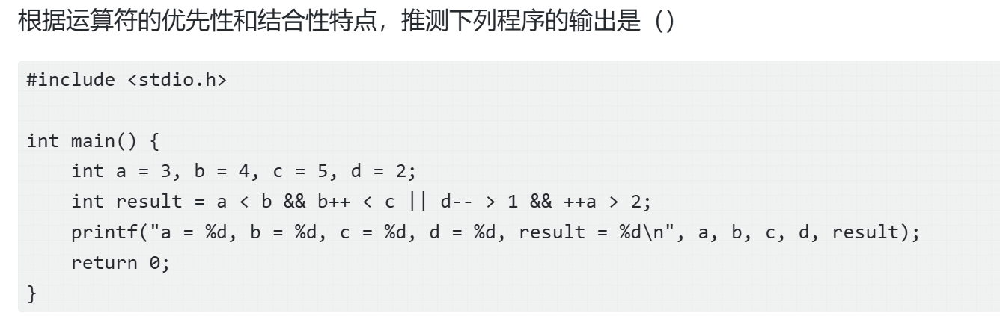 根据运算符的优先性和结合性特点，推测下列程序的输出是（）
#include <stdio.h>
int main() {
    int a = 3, b = 4, c = 5, d = 2;
    int result = a < b && b++ < c || d-- > 1 && ++a > 2;
    printf("a = %d, b = %d, c = %d, d = %d, result = %d\n", a, b, c, d, result);
    return 0;
}